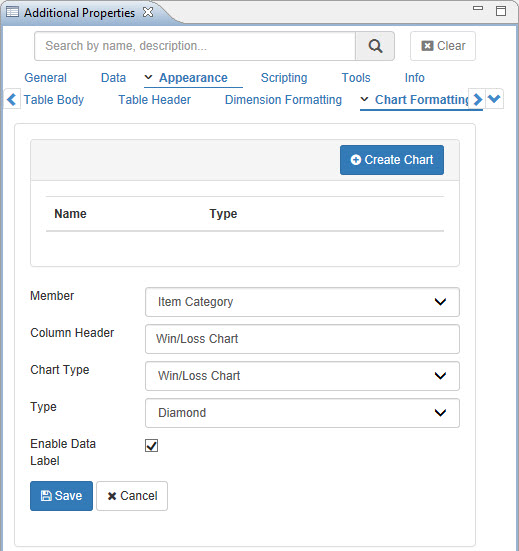 Additional Properties
Search by name, description...
Clear
General Data Appearance Scripting Tools Info
Table Body Table Header Dimension Formatting Chart Formatting
Create Chart
Name Type
Member Item Category
Column Header Win/Loss Chart
Chart Type Win/Loss Chart
Type Diamond
Enable Data
Label
Save Cancel